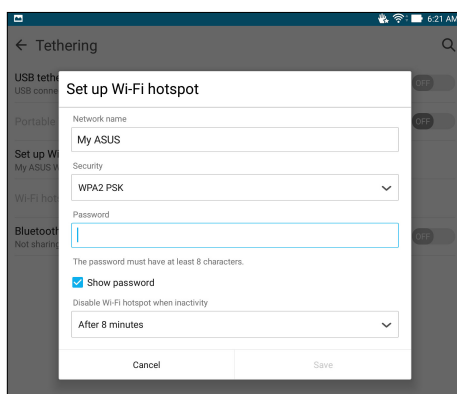 6:21 AM
Tethering
USB tethe
USB conne
OFF
Portable
OFF
Set up Wi
My ASUS W
Wi-Fi hot
Bluetooth
Not sharing
OFF
Set up Wi-Fi hotspot
Network name
My ASUS
Security
WPA2 PSK
Password
The password must have at least 8 characters.
Show password
Disable Wi-Fi hotspot when inactivity
After 8 minutes
Cancel
Save